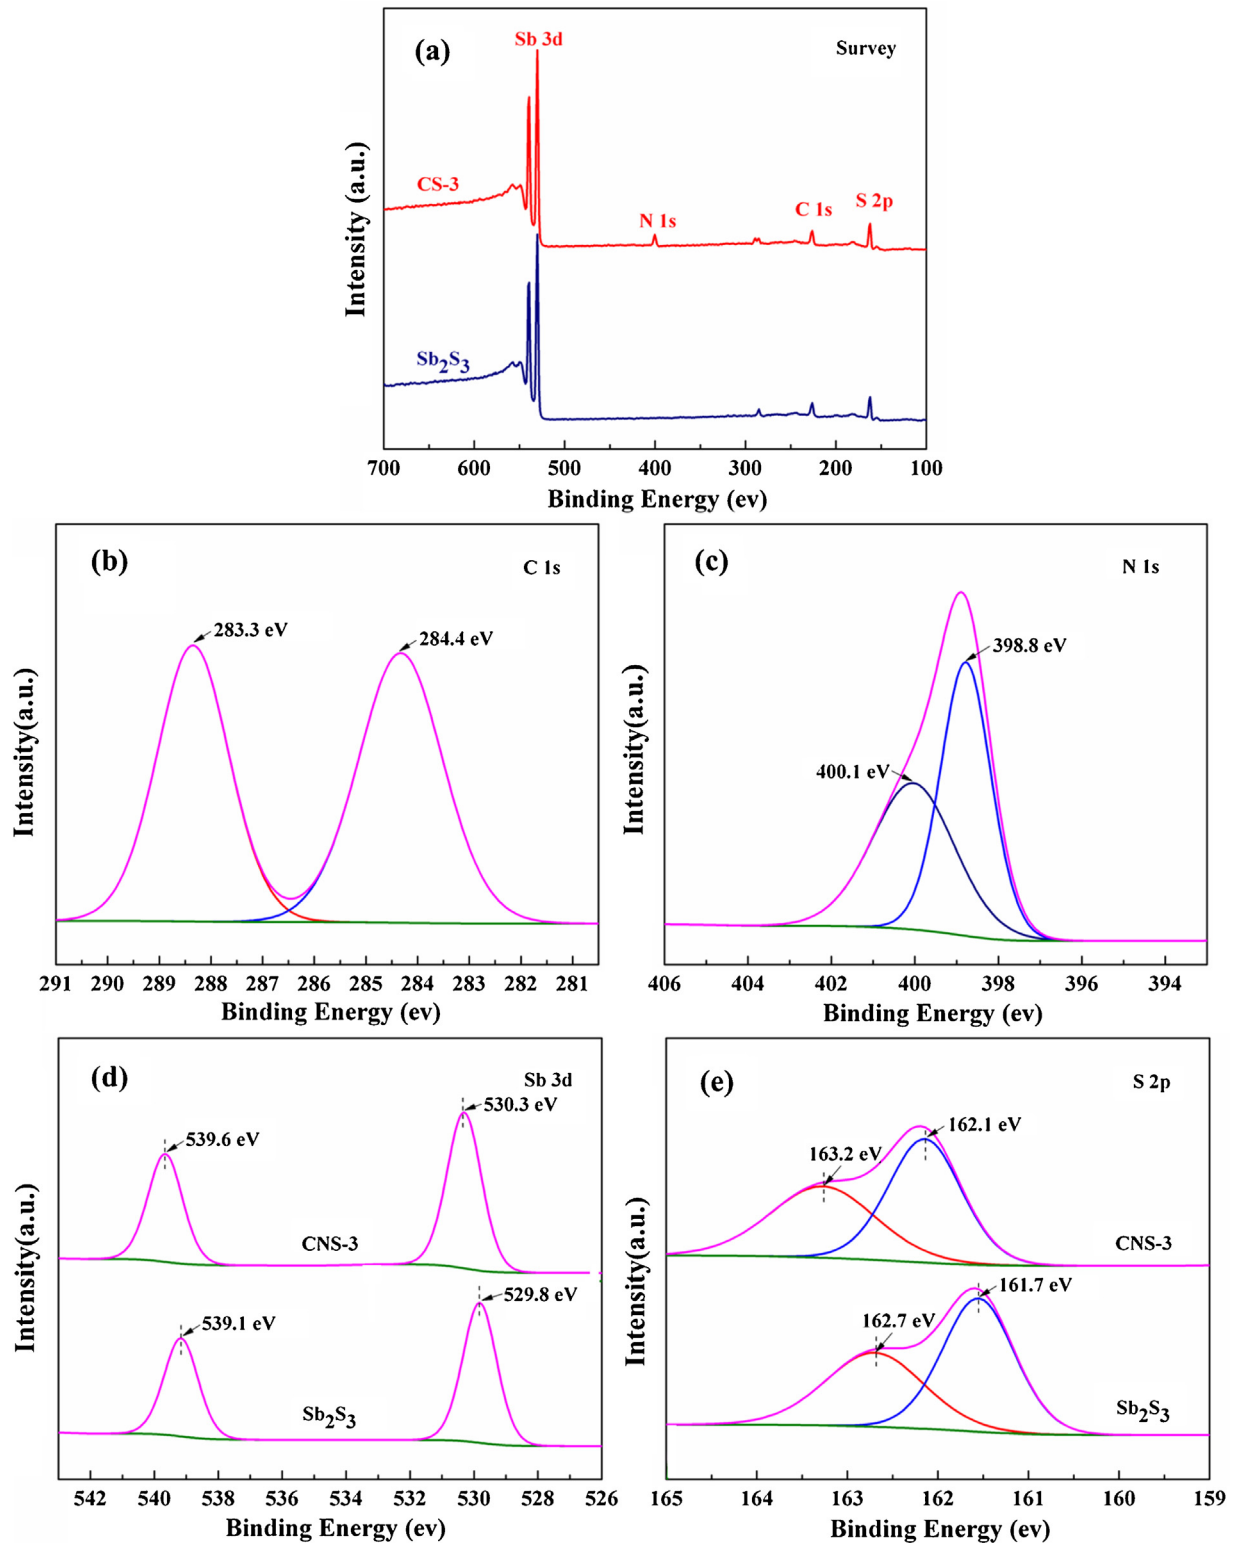 (a)
Survey
Sb 3d
CS-3
N 1s
C 1s
S 2p
Sb2S3
Intensity (a.u.)
700 600 500 400 300 200 100
Binding Energy (ev)
(b)
C 1s
283.3 eV
284.4 eV
Intensity(a.u.)
291 290 289 288 287 286 285 284 283 282 281
Binding Energy (ev)
(c)
N 1s
398.8 eV
400.1 eV
Intensity(a.u.)
406 404 402 400 398 396 394
Binding Energy (ev)
(d)
Sb 3d
530.3 eV
539.6 eV
CNS-3
529.8 eV
539.1 eV
Sb2S3
Intensity(a.u.)
542 540 538 536 534 532 530 528 526
Binding Energy (ev)
(e)
S 2p
162.1 eV
163.2 eV
CNS-3
161.7 eV
162.7 eV
Sb2S3
Intensity(a.u.)
165 164 163 162 161 160 159
Binding Energy (ev)